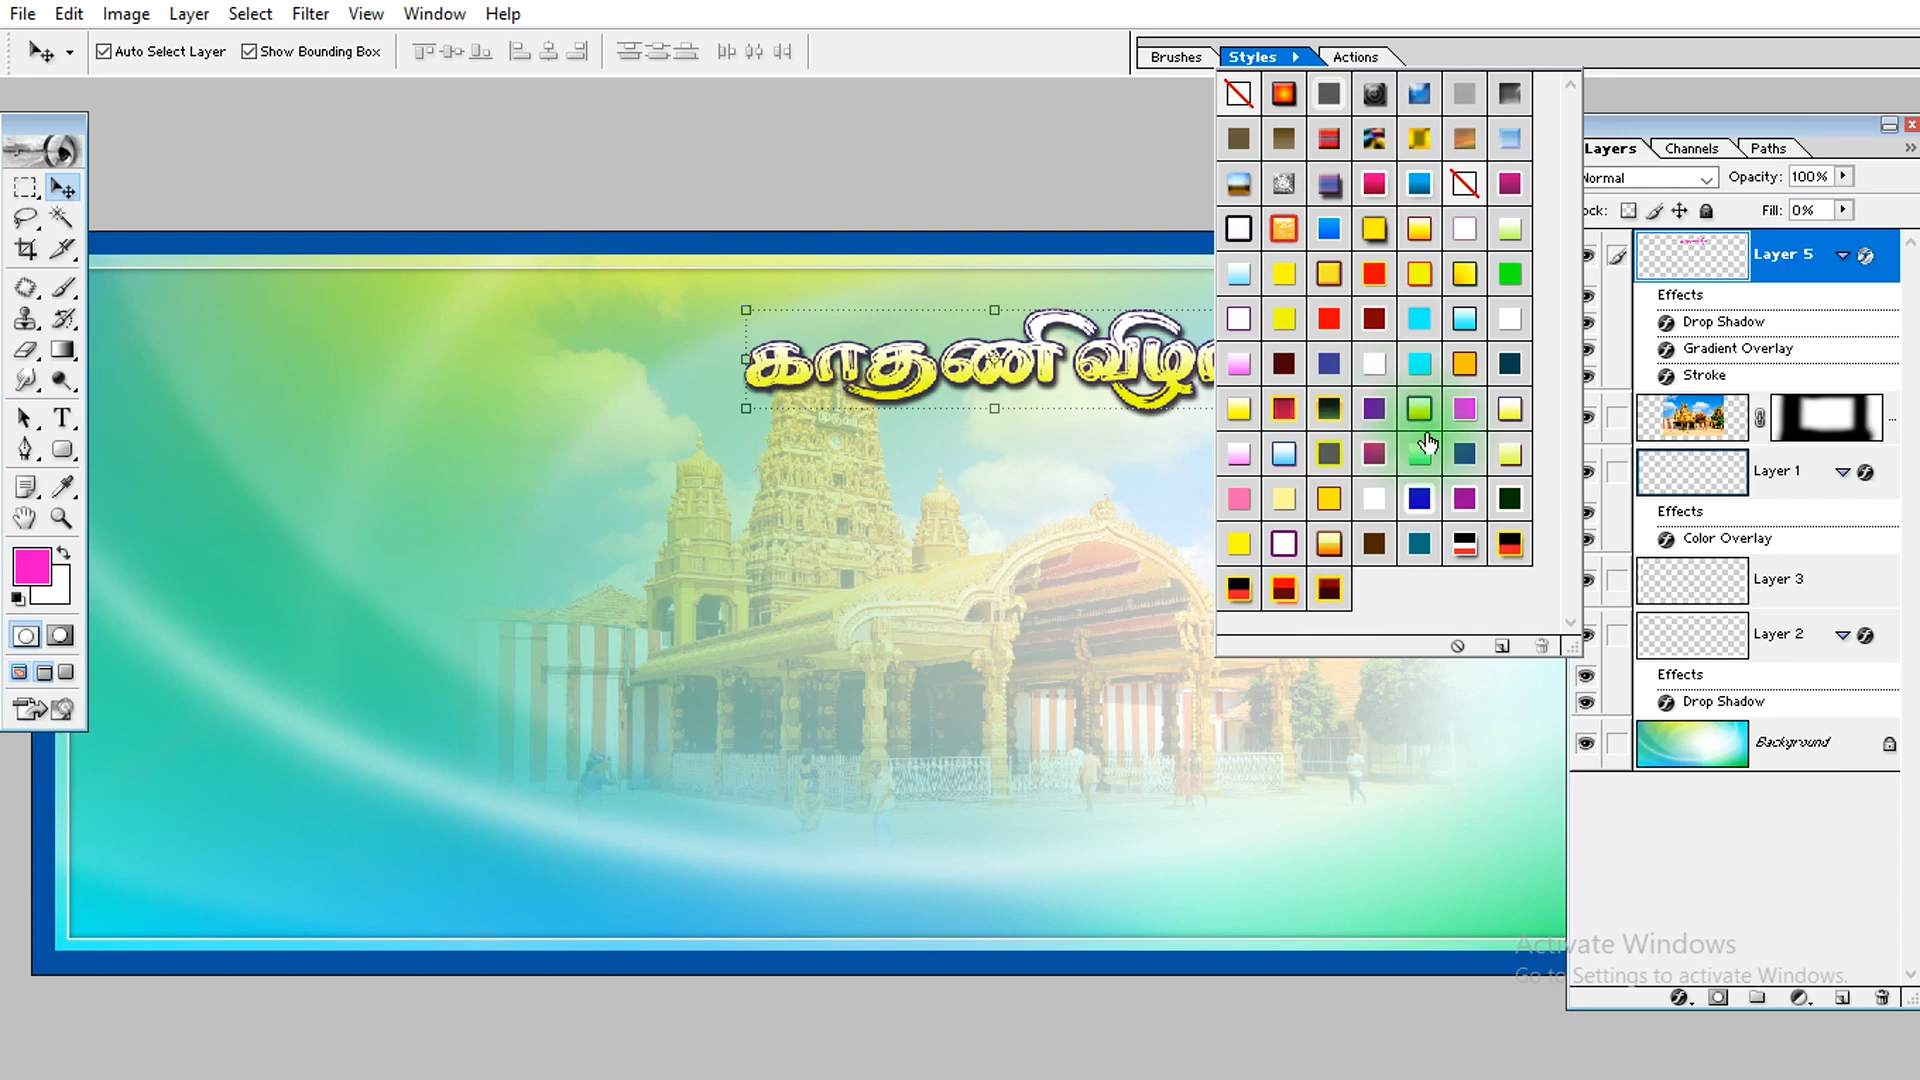 File Edit Image Layer Select Filter View Window Help
Auto Select Layer Show Bounding Box
Brushes Styles Actions
Layers Channels Paths
Normal Opacity: 100%
ock: Fill: 0%
Layer 5
Effects
Drop Shadow
Gradient Overlay
Stroke
Layer 1
Effects
Color Overlay
Layer 3
Layer 2
Effects
Drop Shadow
Background
காதணி விழா
T
Activate Windows
Go to Settings to activate Windows.